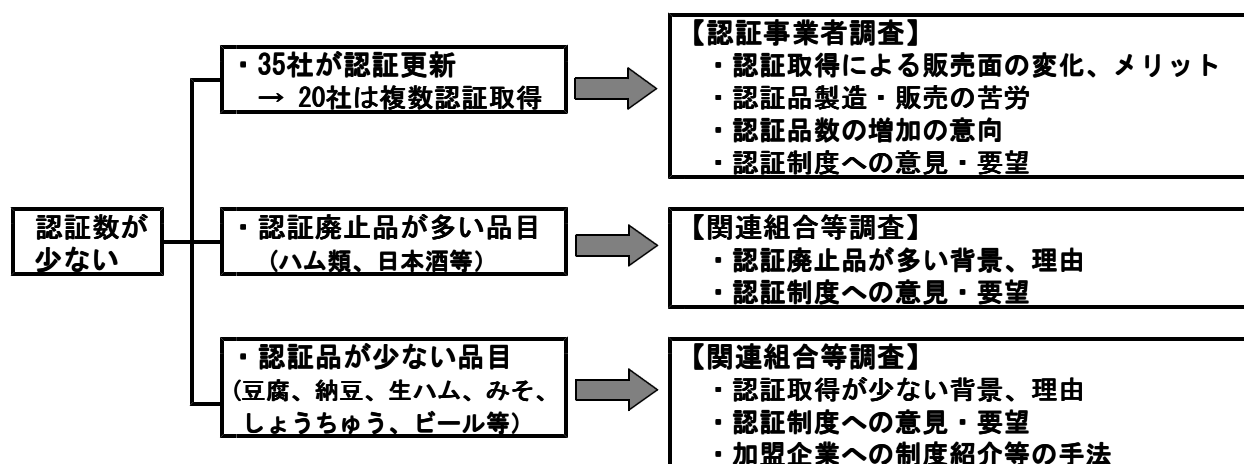 認証数が
少ない
・35社が認証更新
→ 20社は複数認証取得
【認証事業者調査】
・認証取得による販売面の変化、メリット
・認証品製造・販売の苦労
・認証品数の増加の意向
・認証制度への意見・要望
・認証廃止品が多い品目
(ハム類、日本酒等)
【関連組合等調査】
・認証廃止品が多い背景、理由
・認証制度への意見・要望
・認証品が少ない品目
(豆腐、納豆、生ハム、みそ、
しょうちゅう、ビール等)
【関連組合等調査】
・認証取得が少ない背景、理由
・認証制度への意見・要望
・加盟企業への制度紹介等の手法